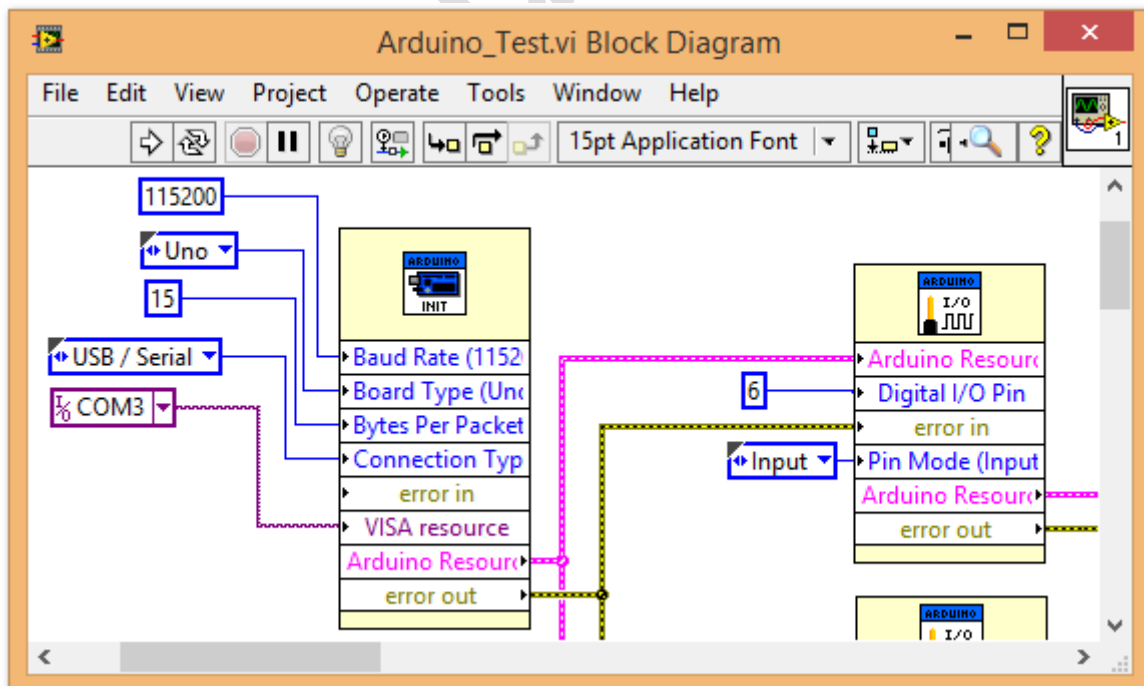 Arduino_Test.vi Block Diagram
File Edit View Project Operate Tools Window Help
15pt Application Font
1
115200
Uno
15
USB / Serial
I/O COM3
ARDUINO
INIT
Baud Rate (1152
Board Type (Uno
Bytes Per Packet
Connection Typ
error in
VISA resource
Arduino Resourc
error out
6
Input
ARDUINO
I/O
Arduino Resourc
Digital I/O Pin
error in
Pin Mode (Input
Arduino Resourc
error out
ARDUINO
I/O